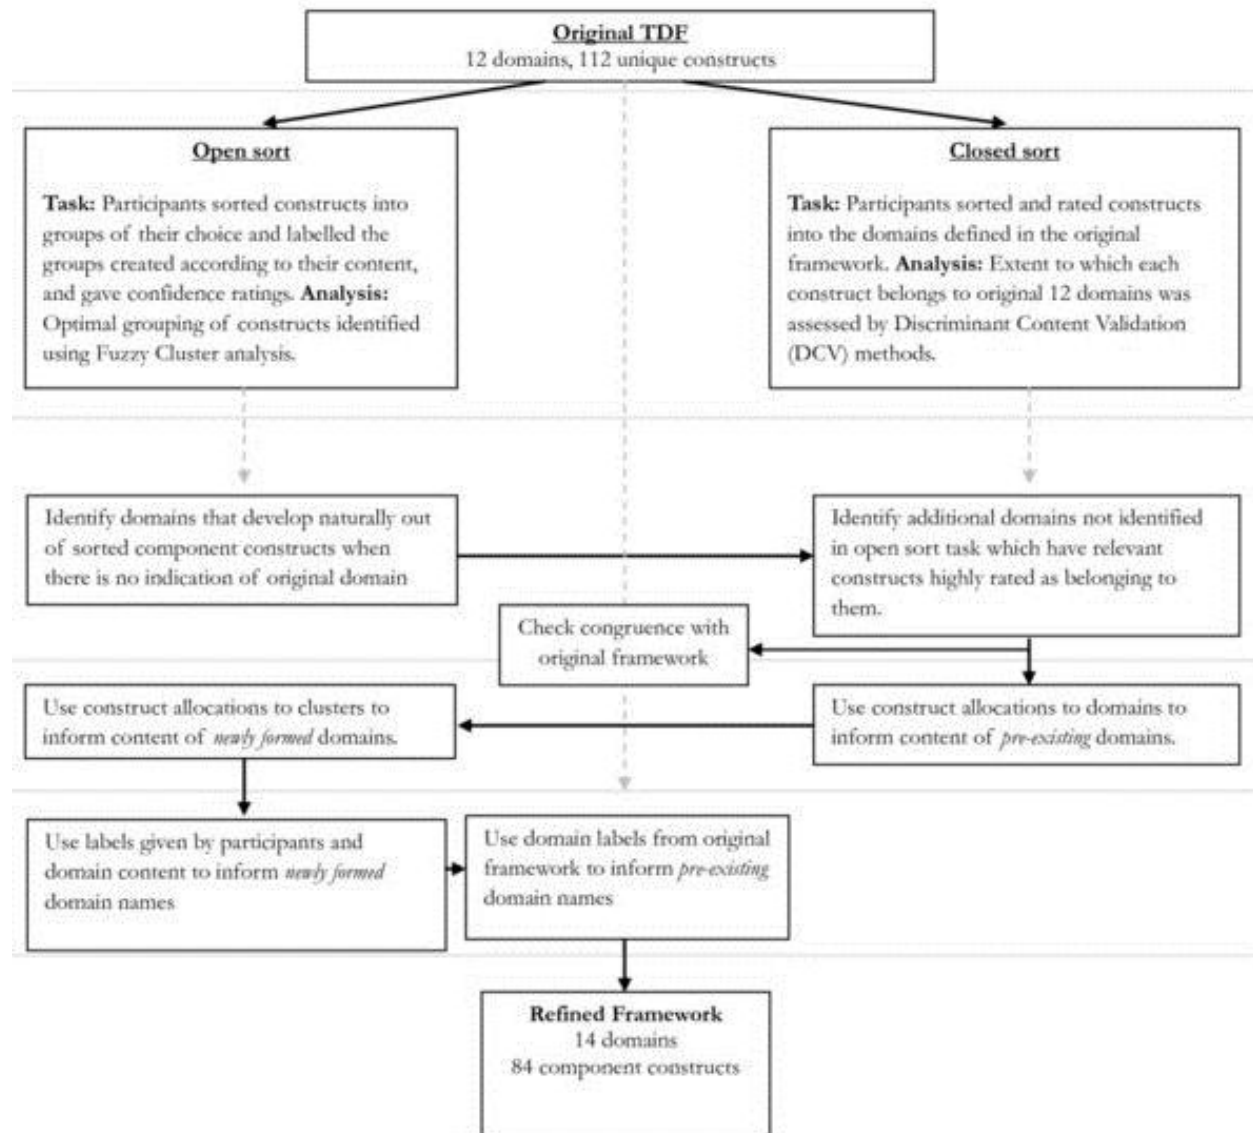 Original TDF
12 domains, 112 unique constructs
Open sort
Task: Participants sorted constructs into
groups of their choice and labelled the
groups created according to their content,
and gave confidence ratings. Analysis:
Optimal grouping of constructs identified
using Fuzzy Cluster analysis.
Closed sort
Task: Participants sorted and rated constructs
into the domains defined in the original
framework. Analysis: Extent to which each
construct belongs to original 12 domains was
assessed by Discriminant Content Validation
(DCV) methods.
Identify domains that develop naturally out
of sorted component constructs when
there is no indication of original domain
Identify additional domains not identified
in open sort task which have relevant
constructs highly rated as belonging to
them.
Check congruence with
original framework
Use construct allocations to clusters to
inform content of newly formed domains.
Use construct allocations to domains to
inform content of pre-existing domains.
Use labels given by participants and
domain content to inform newly formed
domain names
Use domain labels from original
framework to inform pre-existing
domain names
Refined Framework
14 domains
84 component constructs